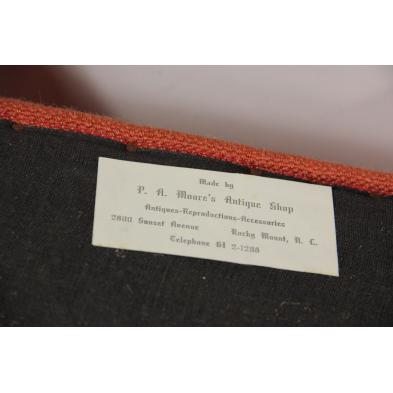 Made by
P. A. Moore's Antique Shop
Antiques-Reproductions-Accessories
2800 Sunset Avenue Rocky Mount, N. C.
Telephone GI 2-1288